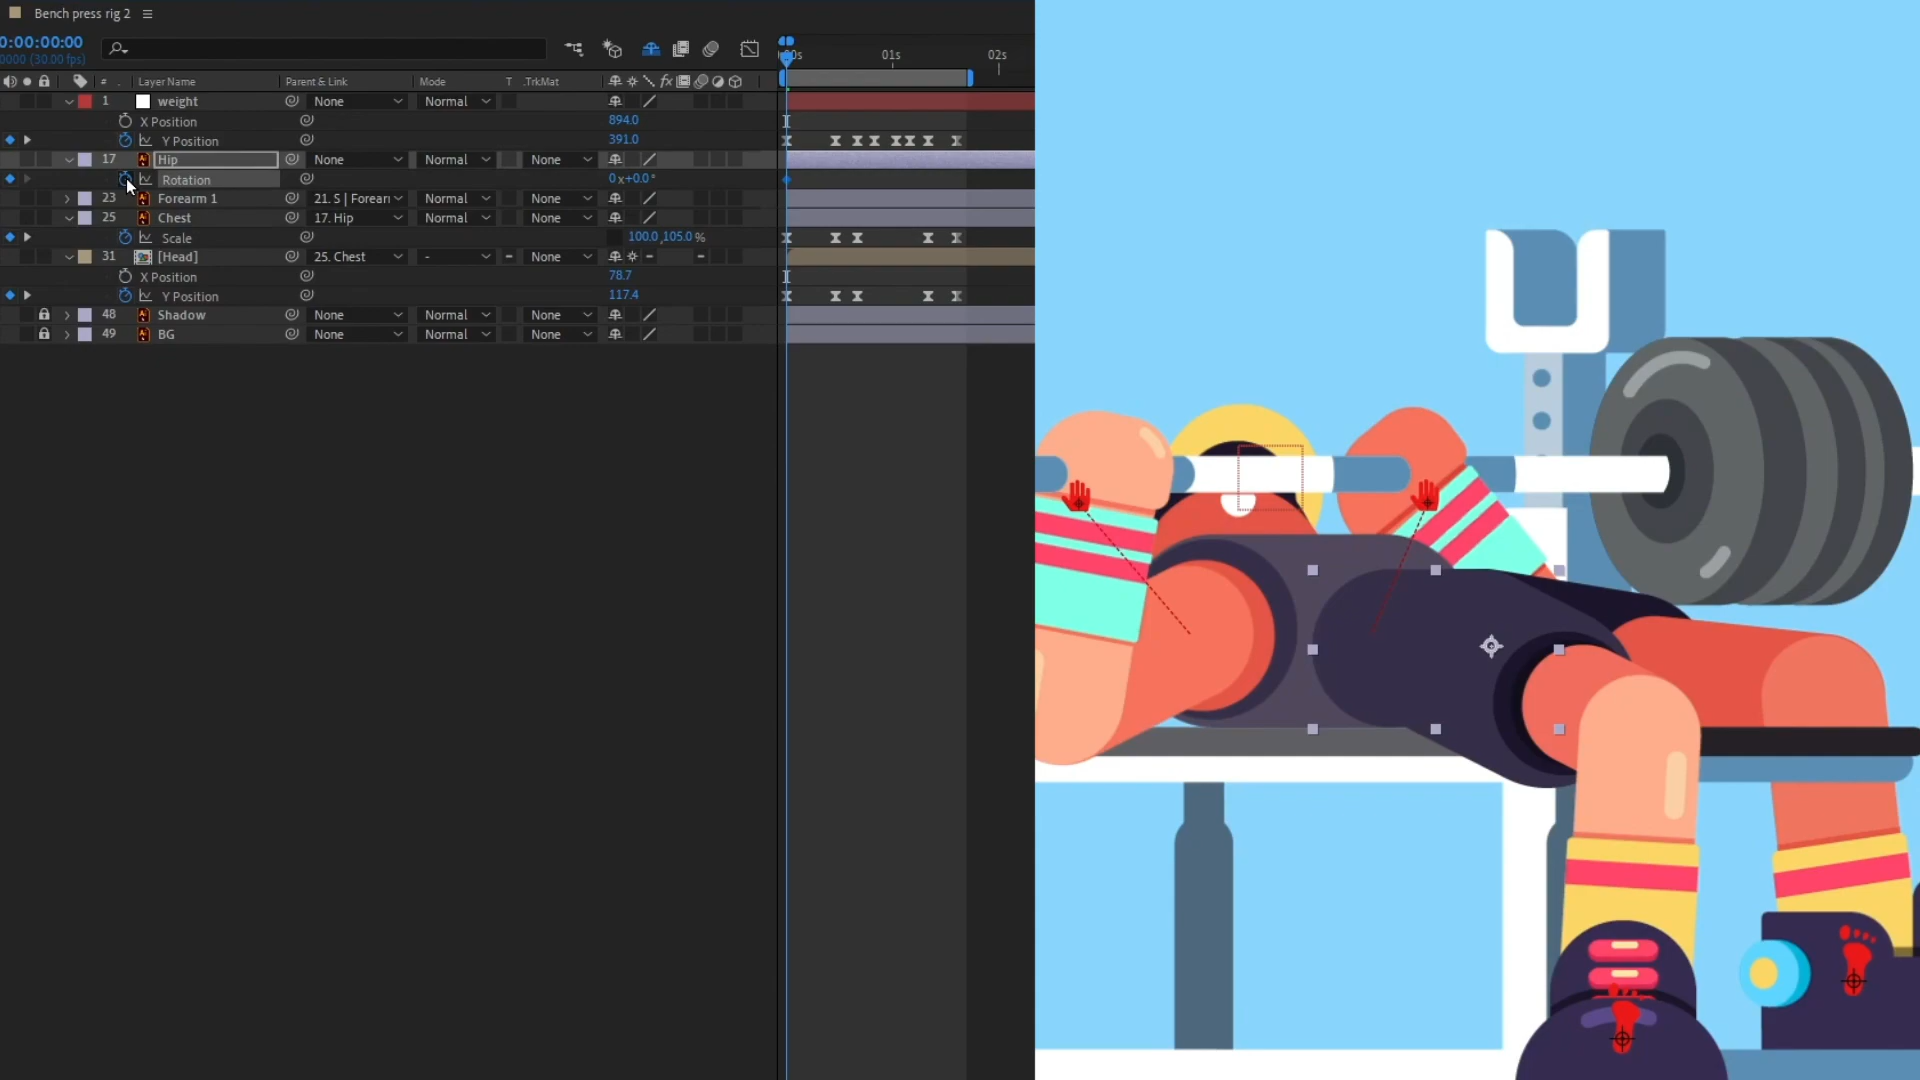 Bench press rig 2
0:00:00:00
0000 (30.00 fps)
00s 01s 02s
# Layer Name Parent & Link Mode T .TrkMat
1 weight None Normal
X Position 894.0
Y Position 391.0
17 Hip None Normal None
Rotation 0x+0.0°
23 Forearm 1 21. S | Forearm Normal None
25 Chest 17. Hip Normal None
Scale 100.0,105.0%
31 [Head] 25. Chest - None
X Position 78.7
Y Position 117.4
48 Shadow None Normal None
49 BG None Normal None